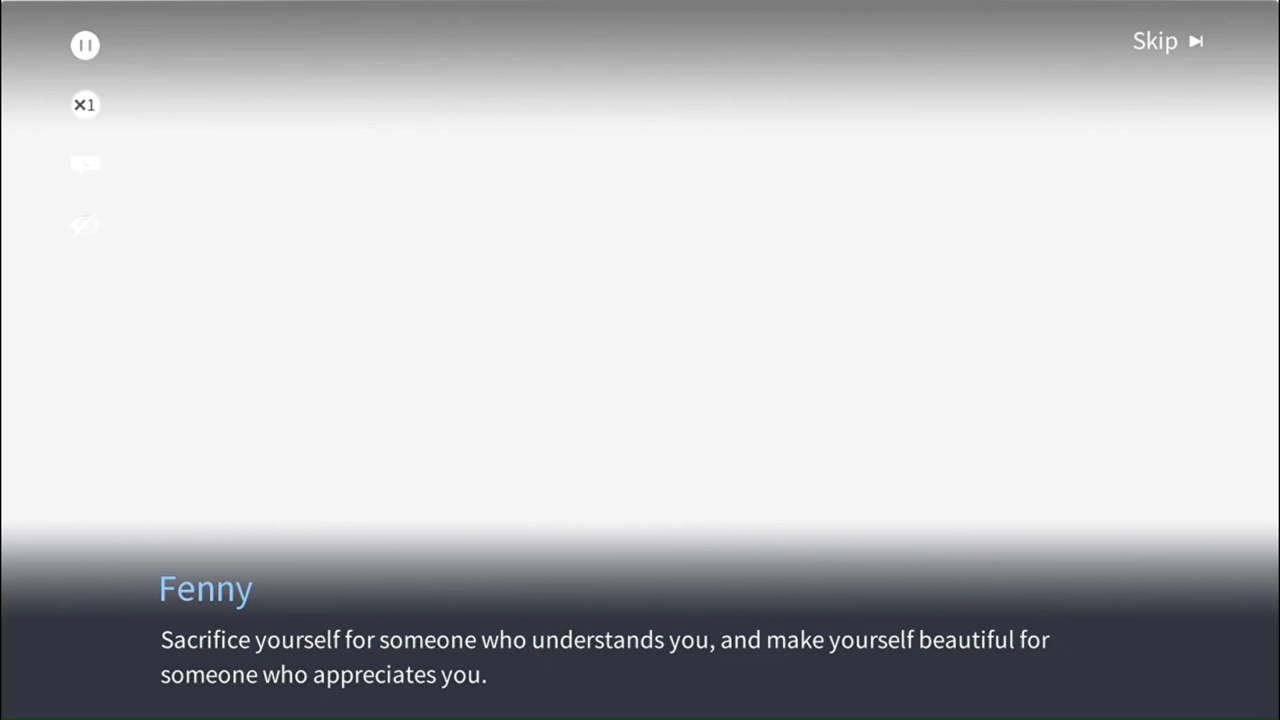 Skip
×1
Fenny
Sacrifice yourself for someone who understands you, and make yourself beautiful for
someone who appreciates you.